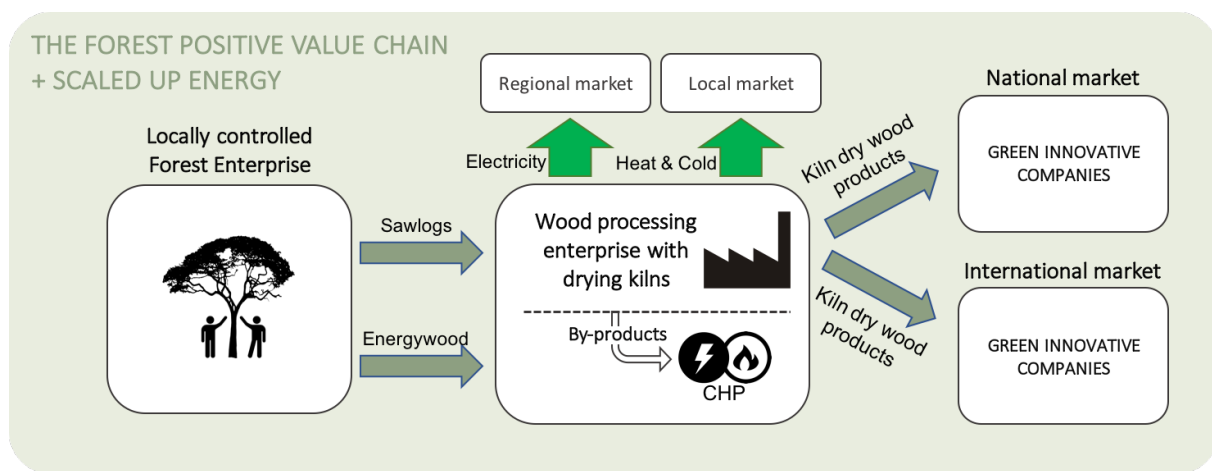 THE FOREST POSITIVE VALUE CHAIN
+ SCALED UP ENERGY
Regional market
Local market
National market
Locally controlled
Forest Enterprise
Electricity
Heat & Cold
Kiln dry wood
products
GREEN INNOVATIVE
COMPANIES
Sawlogs
Wood processing
enterprise with
drying kilns
International market
Kiln dry wood
products
Energywood
By-products
CHP
GREEN INNOVATIVE
COMPANIES